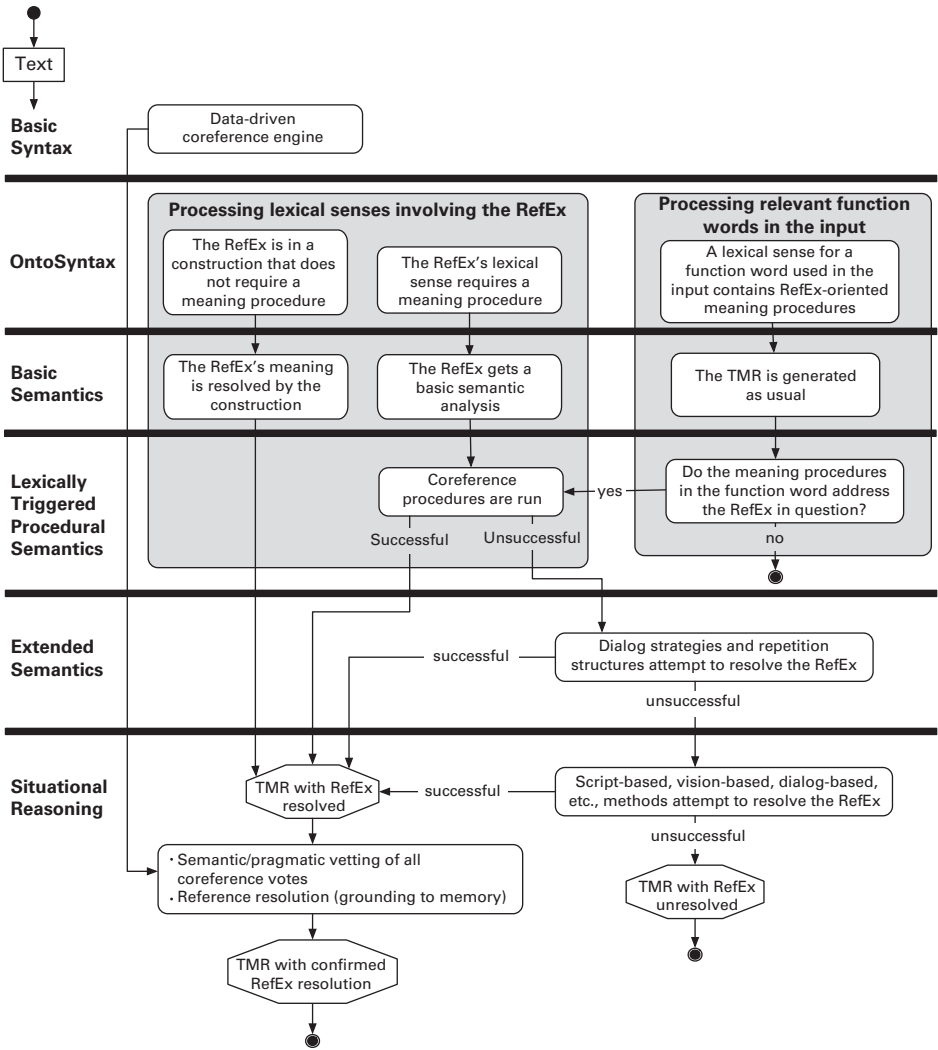 Text
Basic
Syntax
Data-driven
coreference engine
Processing lexical senses involving the RefEx
Processing relevant function
words in the input
OntoSyntax
The RefEx is in a
construction that does
not require a
meaning procedure
The RefEx's lexical
sense requires a
meaning procedure
A lexical sense for a
function word used in the
input contains RefEx-oriented
meaning procedures
Basic
Semantics
The RefEx's meaning
is resolved by the
construction
The RefEx gets a
basic semantic
analysis
The TMR is generated
as usual
Lexically
Triggered
Procedural
Semantics
Coreference
procedures are run
yes
Do the meaning procedures
in the function word address
the RefEx in question?
Successful
Unsuccessful
no
Extended
Semantics
successful
Dialog strategies and repetition
structures attempt to resolve the RefEx
unsuccessful
Situational
Reasoning
TMR with RefEx
resolved
successful
Script-based, vision-based, dialog-based,
etc., methods attempt to resolve the RefEx
unsuccessful
· Semantic/pragmatic vetting of all
coreference votes
· Reference resolution (grounding to memory)
TMR with RefEx
unresolved
TMR with confirmed
RefEx resolution